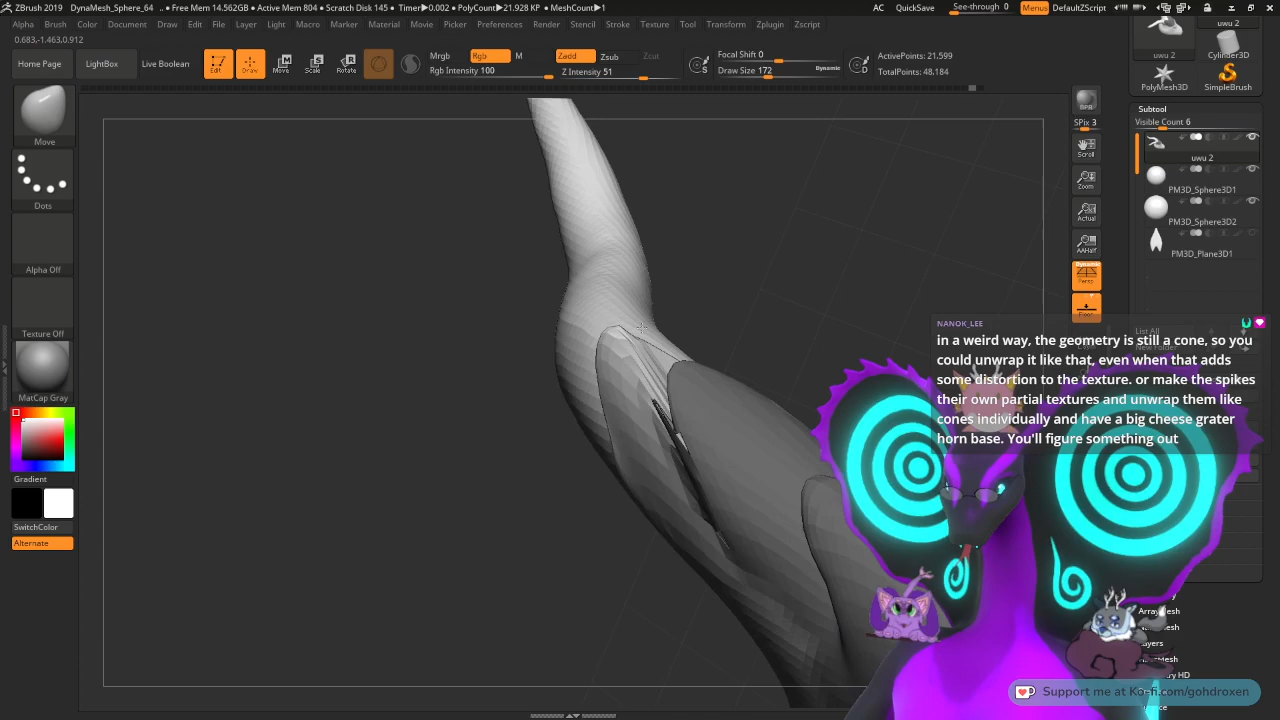 ZBrush 2019 DynaMesh_Sphere_64 .. • Free Mem 14.562GB • Active Mem 804 • Scratch Disk 145 • Timer▶0.002 • PolyCount▶21.928 KP • MeshCount▶1 AC QuickSave See-through 0 Menus DefaultZScript
Alpha Brush Color Document Draw Edit File Layer Light Macro Marker Material Movie Picker Preferences Render Stencil Stroke Texture Tool Transform Zplugin Zscript
0.683,-1.463,0.912
Home Page LightBox Live Boolean Edit Draw Move Scale Rotate
Mrgb Rgb M
Rgb Intensity 100
Zadd Zsub Zcut
Z Intensity 51
Focal Shift 0
Draw Size 172 Dynamic
ActivePoints: 21,599
TotalPoints: 48,184
uwu 2
uwu 2
Cylinder3D
PolyMesh3D SimpleBrush
Subtool
Visible Count 6
uwu 2
PM3D_Sphere3D1
PM3D_Sphere3D2
PM3D_Plane3D1
List All
New Folder
Move
Dots
Alpha Off
Texture Off
MatCap Gray
Gradient
SwitchColor
Alternate
BPR
SPix 3
Scroll
Zoom
Actual
AAHalf
Dynamic
Persp
Floor
NANOK_LEE
in a weird way, the geometry is still a cone, so you
could unwrap it like that, even when that adds
some distortion to the texture. or make the spikes
their own partial textures and unwrap them like
cones individually and have a big cheese grater
horn base. You'll figure something out
ArrayMesh
Support me at Ko-fi.com/gohdroxen